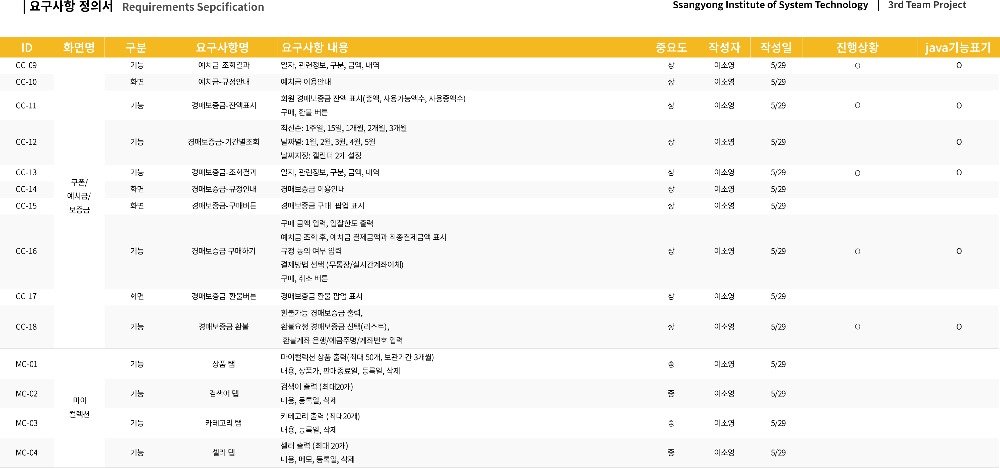 | 요구사항 정의서 Requirements Sepcification
Ssangyong Institute of System Technology | 3rd Team Project
ID 화면명 구분 요구사항명 요구사항 내용 중요도 작성자 작성일 진행상황 java기능표기
CC-09 기능 예치금-조회결과 일자, 관련정보, 구분, 금액, 내역 상 이소영 5/29 O O
CC-10 화면 예치금-규정안내 예치금 이용안내 상 이소영 5/29
CC-11 기능 경매보증금-잔액표시 회원 경매보증금 잔액 표시(총액, 사용가능액수, 사용중액수)
구매, 환불 버튼
상 이소영 5/29 O O
CC-12 기능 경매보증금-기간별조회 최신순: 1주일, 15일, 1개월, 2개월, 3개월
날짜별: 1월, 2월, 3월, 4월, 5월
날짜지정: 캘린더 2개 설정
상 이소영 5/29 O
CC-13 기능 경매보증금-조회결과 일자, 관련정보, 구분, 금액, 내역 상 이소영 5/29 O O
쿠폰/
예치금/
보증금
CC-14 화면 경매보증금-규정안내 경매보증금 이용안내 상 이소영 5/29
CC-15 화면 경매보증금-구매버튼 경매보증금 구매 팝업 표시 상 이소영 5/29
CC-16 기능 경매보증금 구매하기 구매 금액 입력, 입찰한도 출력
예치금 조회 후, 예치금 결제금액과 최종결제금액 표시
규정 동의 여부 입력
결제방법 선택 (무통장/실시간계좌이체)
구매, 취소 버튼
상 이소영 5/29 O O
CC-17 화면 경매보증금-환불버튼 경매보증금 환불 팝업 표시 상 이소영 5/29
CC-18 기능 경매보증금 환불 환불가능 경매보증금 출력,
환불요청 경매보증금 선택(리스트),
환불계좌 은행/예금주명/계좌번호 입력
상 이소영 5/29 O O
MC-01 기능 상품 탭 마이컬렉션 상품 출력(최대 50개, 보관기간 3개월)
내용, 상품가, 판매종료일, 등록일, 삭제
중 이소영 5/29
MC-02 기능 검색어 탭 검색어 출력 (최대20개)
내용, 등록일, 삭제
중 이소영 5/29
마이
컬렉션
MC-03 기능 카테고리 탭 카테고리 출력 (최대20개)
내용, 등록일, 삭제
중 이소영 5/29
MC-04 기능 셀러 탭 셀러 출력 (최대 20개)
내용, 메모, 등록일, 삭제
중 이소영 5/29